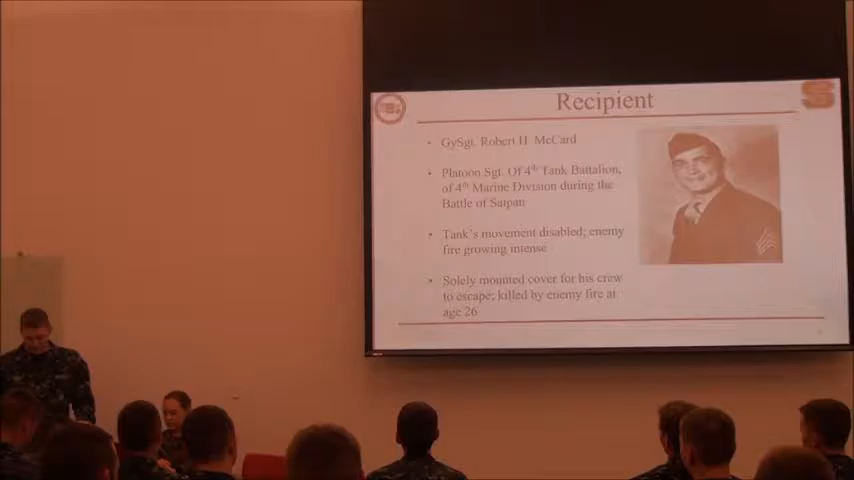 Recipient
• GySgt. Robert H. McCard
• Platoon Sgt. Of 4th Tank Battalion,
of 4th Marine Division during the
Battle of Saipan
• Tank's movement disabled; enemy
fire growing intense
• Solely mounted cover for his crew
to escape; killed by enemy fire at
age 26